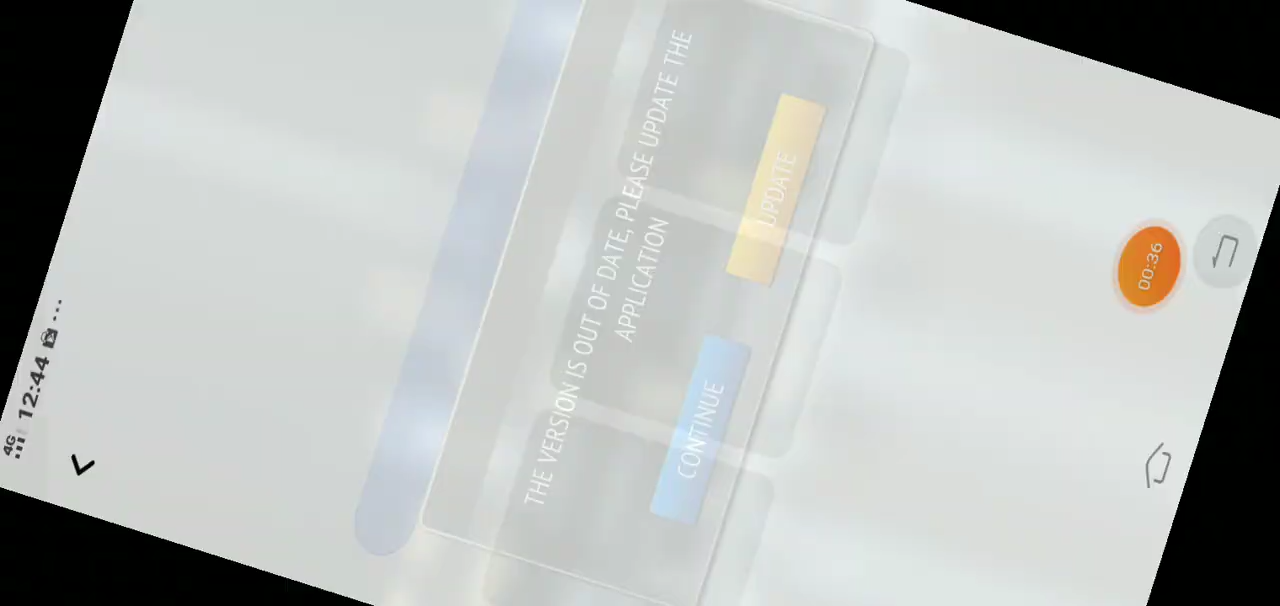 4G 12:44 ...
THE VERSION IS OUT OF DATE, PLEASE UPDATE THE
APPLICATION
CONTINUE
UPDATE
00:36